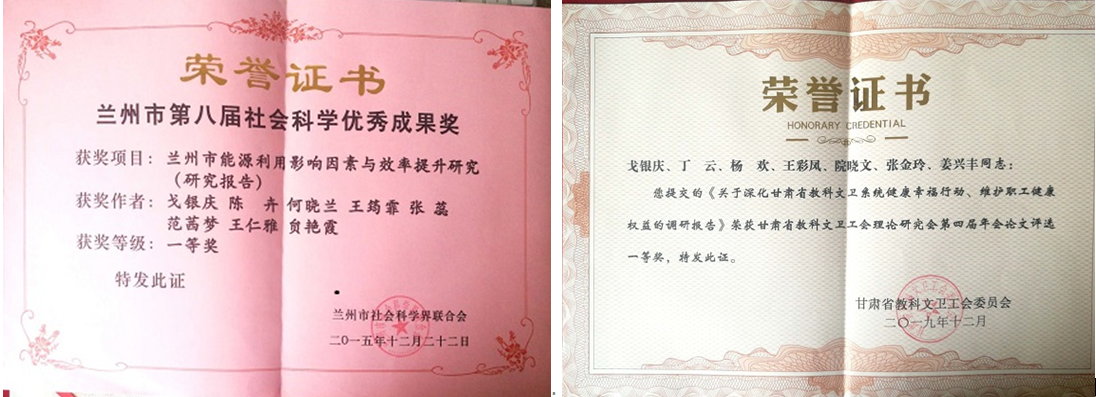 荣誉证书
兰州市第八届社会科学优秀成果奖
获奖项目：兰州市能源利用影响因素与效率提升研究
（研究报告）
获奖作者：戈银庆 陈 卉 何晓兰 王筠霏 张 蕊
范茜梦 王仁雅 贠艳霞
获奖等级：一等奖
特发此证
兰州市社会科学界联合会
二〇一五年十二月二十二日
荣誉证书
HONORARY CREDENTIAL
戈银庆、丁 云、杨 欢、王彩凤、院晓文、张金玲、姜兴丰同志：
您提交的《关于深化甘肃省教科文卫系统健康幸福行动、维护职工健康
权益的调研报告》荣获甘肃省教科文卫工会理论研究会第四届年会论文评选
一等奖，特发此证。
甘肃省教科文卫工会委员会
二〇一九年十二月